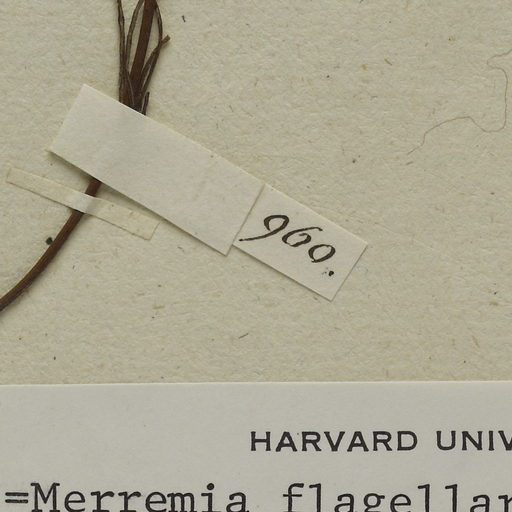 960.
HARVARD UNIV
=Merremia flagellar